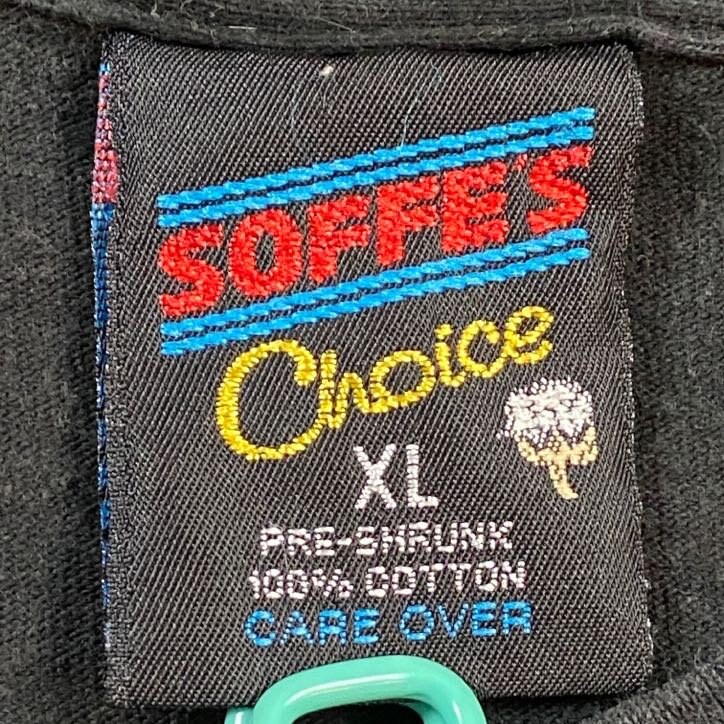 SOFFE'S
Choice
XL
PRE-SHRUNK
100% COTTON
CARE OVER